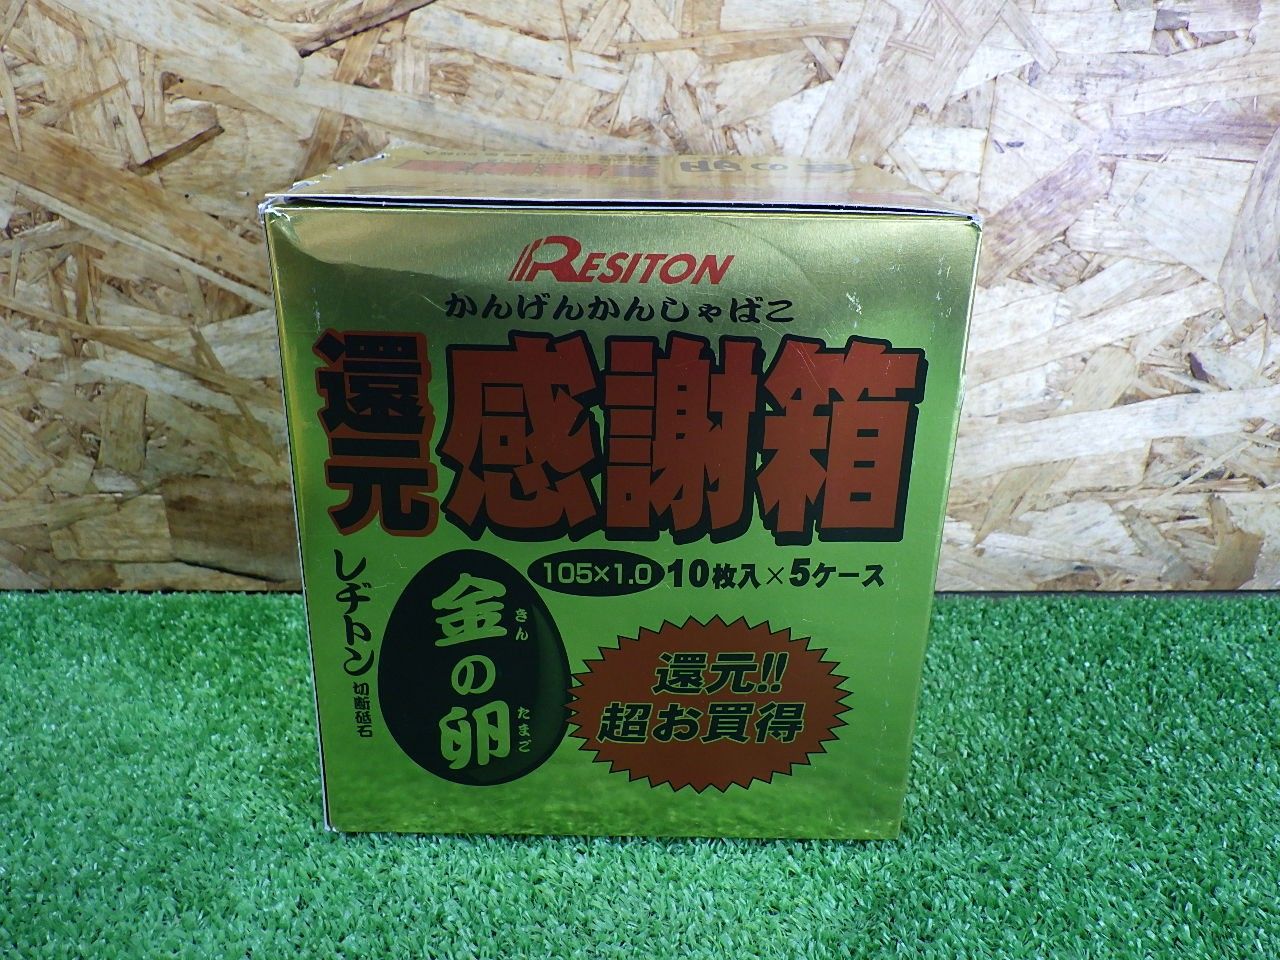 RESITON
かんげんかんしゃばこ
還元
感謝箱
105×1.0 10枚入×5ケース
レヂトン 切断砥石
金の卵
きん
たまご
還元!!
超お買得